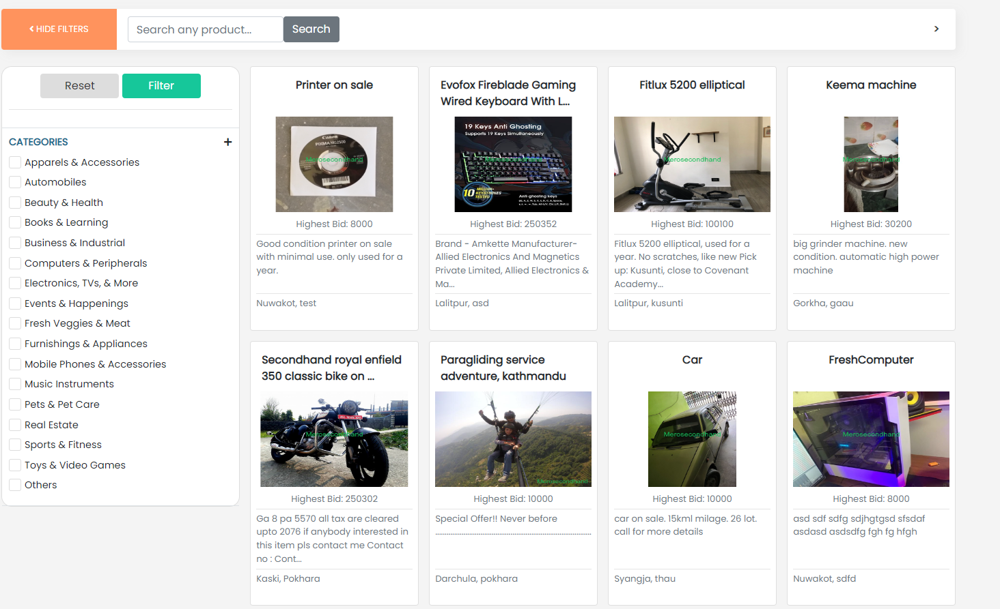 HIDE FILTERS
Search any product...
Search
Reset
Filter
CATEGORIES
Apparels & Accessories
Automobiles
Beauty & Health
Books & Learning
Business & Industrial
Computers & Peripherals
Electronics, TVs, & More
Events & Happenings
Fresh Veggies & Meat
Furnishings & Appliances
Mobile Phones & Accessories
Music Instruments
Pets & Pet Care
Real Estate
Sports & Fitness
Toys & Video Games
Others
Printer on sale
Canon
PIXMA MG2500
Merosecondhand
Highest Bid: 8000
Good condition printer on sale
with minimal use. only used for a
year.
Nuwakot, test
Evofox Fireblade Gaming
Wired Keyboard With L...
19 Keys Anti Ghosting
Supports 19 Keys Simultaneously
Merosecondhand
10 MILLION-
KEYSTROKES
TESTED
Anti-ghosting keys
Highest Bid: 250352
Brand - Amkette Manufacturer-
Allied Electronics And Magnetics
Private Limited, Allied Electronics &
Ma...
Lalitpur, asd
Fitlux 5200 elliptical
Merosecondhand
Highest Bid: 100100
Fitlux 5200 elliptical, used for a
year. No scratches, like new Pick
up: Kusunti, close to Covenant
Academy...
Lalitpur, kusunti
Keema machine
Merosecondhand
Highest Bid: 30200
big grinder machine. new
condition. automatic high power
machine
Gorkha, gaau
Secondhand royal enfield
350 classic bike on ...
Merosecondhand
Highest Bid: 250302
Ga 8 pa 5570 all tax are cleared
upto 2076 if anybody interested in
this item pls contact me Contact
no : Cont...
Kaski, Pokhara
Paragliding service
adventure, kathmandu
Merosecondhand
Highest Bid: 10000
Special Offer!! Never before
...................................................................................
Darchula, pokhara
Car
Merosecondhand
Highest Bid: 10000
car on sale. 15kml milage. 26 lot.
call for more details
Syangja, thau
FreshComputer
Merosecondhand
Highest Bid: 8000
asd sdf sdfg sdjhgtgsd sfsdaf
asdasd asdsdfg fgh fg hfgh
Nuwakot, sdfd